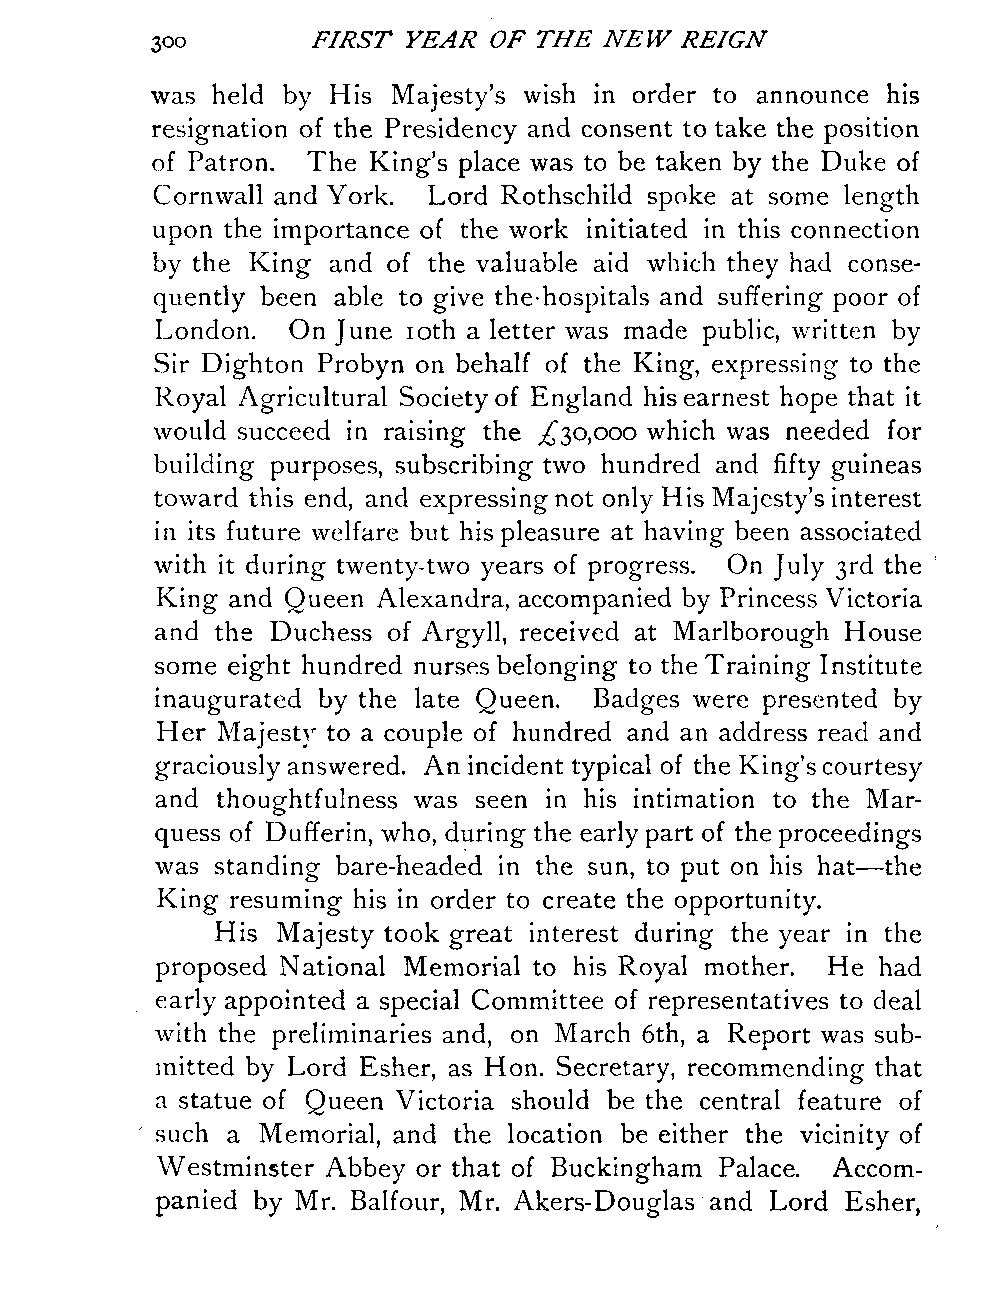 300 FIRST YEAR OF THE NEW REIGN
was held by His Majesty's wish in order to announce his
resignation of the Presidency and consent to take the position
of Patron. The King's place was to be taken by the Duke of
Cornwall and York. Lord Rothschild spoke at some length
upon the importance of the work initiated in this connection
by the King and of the valuable aid which they had conse-
quently been able to give the hospitals and suffering poor of
London. On June 10th a letter was made public, written by
Sir Dighton Probyn on behalf of the King, expressing to the
Royal Agricultural Society of England his earnest hope that it
would succeed in raising the £30,000 which was needed for
building purposes, subscribing two hundred and fifty guineas
toward this end, and expressing not only His Majesty's interest
in its future welfare but his pleasure at having been associated
with it during twenty-two years of progress. On July 3rd the
King and Queen Alexandra, accompanied by Princess Victoria
and the Duchess of Argyll, received at Marlborough House
some eight hundred nurses belonging to the Training Institute
inaugurated by the late Queen. Badges were presented by
Her Majesty to a couple of hundred and an address read and
graciously answered. An incident typical of the King's courtesy
and thoughtfulness was seen in his intimation to the Mar-
quess of Dufferin, who, during the early part of the proceedings
was standing bare-headed in the sun, to put on his hat—the
King resuming his in order to create the opportunity.
His Majesty took great interest during the year in the
proposed National Memorial to his Royal mother. He had
early appointed a special Committee of representatives to deal
with the preliminaries and, on March 6th, a Report was sub-
mitted by Lord Esher, as Hon. Secretary, recommending that
a statue of Queen Victoria should be the central feature of
such a Memorial, and the location be either the vicinity of
Westminster Abbey or that of Buckingham Palace. Accom-
panied by Mr. Balfour, Mr. Akers-Douglas and Lord Esher,